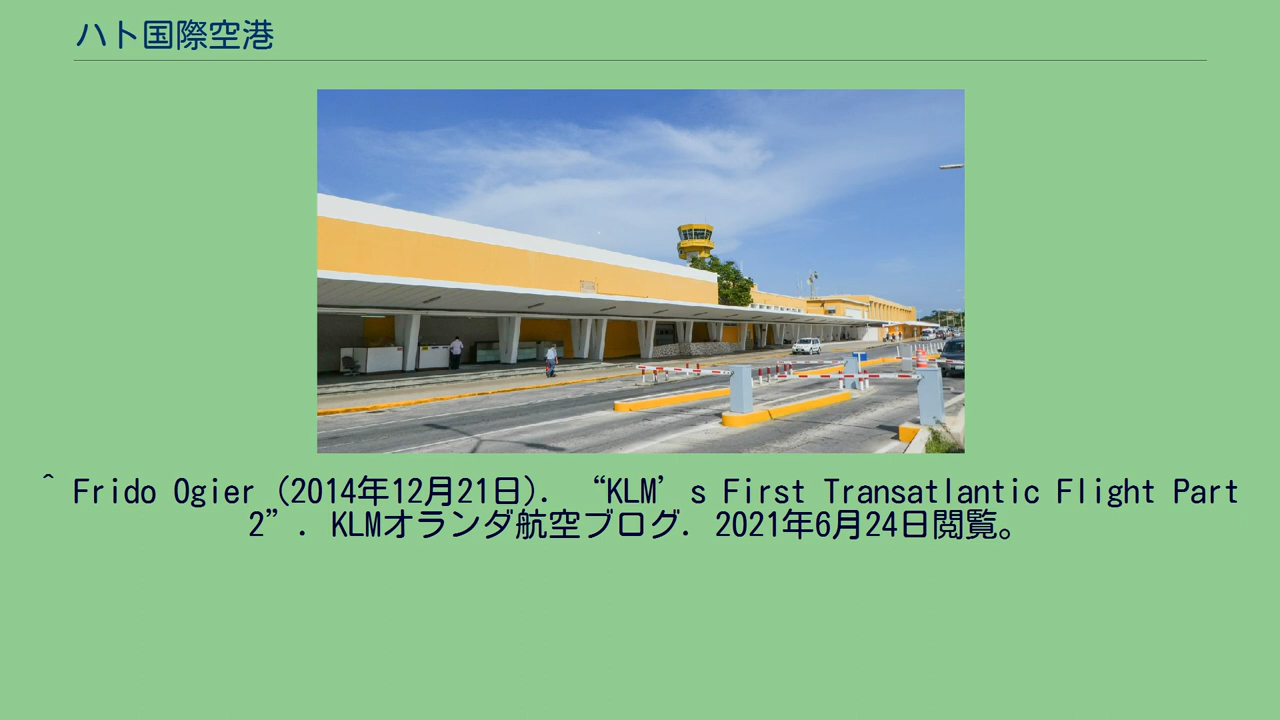 ハト国際空港
^ Frido Ogier (2014年12月21日). “KLM’s First Transatlantic Flight Part
2”. KLMオランダ航空ブログ. 2021年6月24日閲覧。